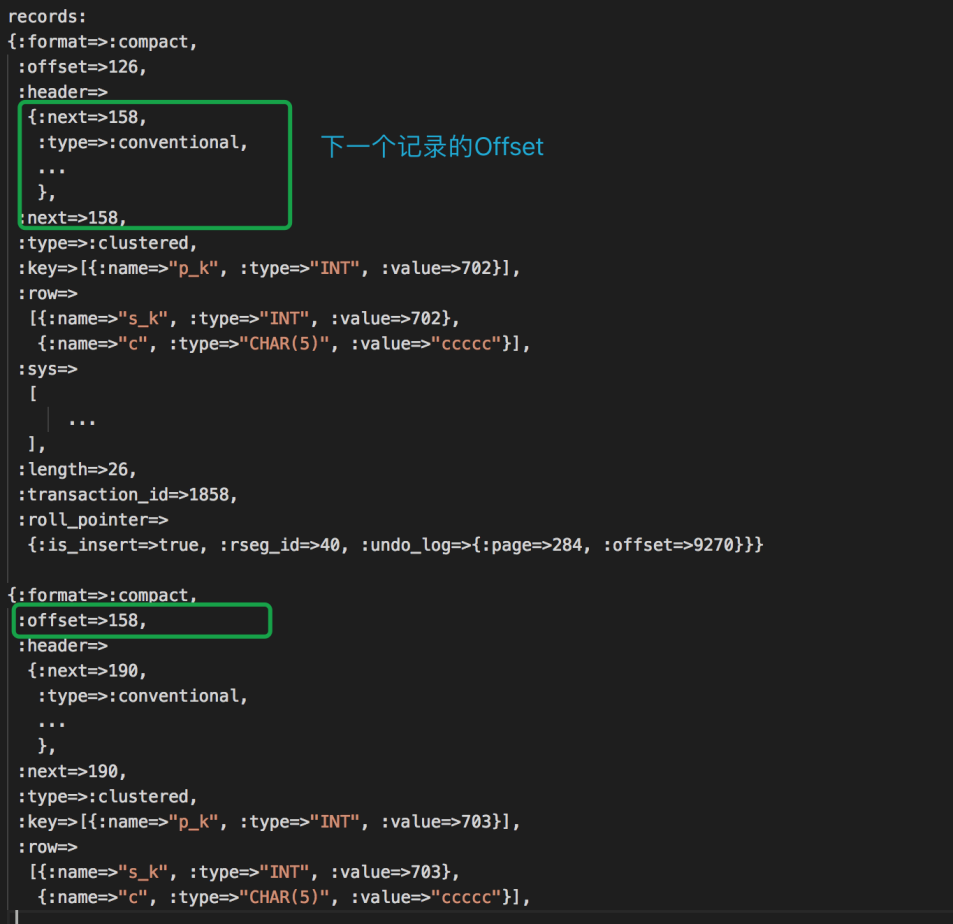 records:
{:format=>:compact,
:offset=>126,
:header=>
{:next=>158,
:type=>:conventional,
下一个记录的Offset
...
},
:next=>158,
:type=>:clustered,
:key=>[{:name=>"p_k", :type=>"INT", :value=>702}],
:row=>
[{:name=>"s_k", :type=>"INT", :value=>702},
{:name=>"c", :type=>"CHAR(5)", :value=>"ccccc"}],
:sys=>
[
...
],
:length=>26,
:transaction_id=>1858,
:roll_pointer=>
{:is_insert=>true, :rseg_id=>40, :undo_log=>{:page=>284, :offset=>9270}}}
{:format=>:compact,
:offset=>158,
:header=>
{:next=>190,
:type=>:conventional,
...
},
:next=>190,
:type=>:clustered,
:key=>[{:name=>"p_k", :type=>"INT", :value=>703}],
:row=>
[{:name=>"s_k", :type=>"INT", :value=>703},
{:name=>"c", :type=>"CHAR(5)", :value=>"ccccc"}],